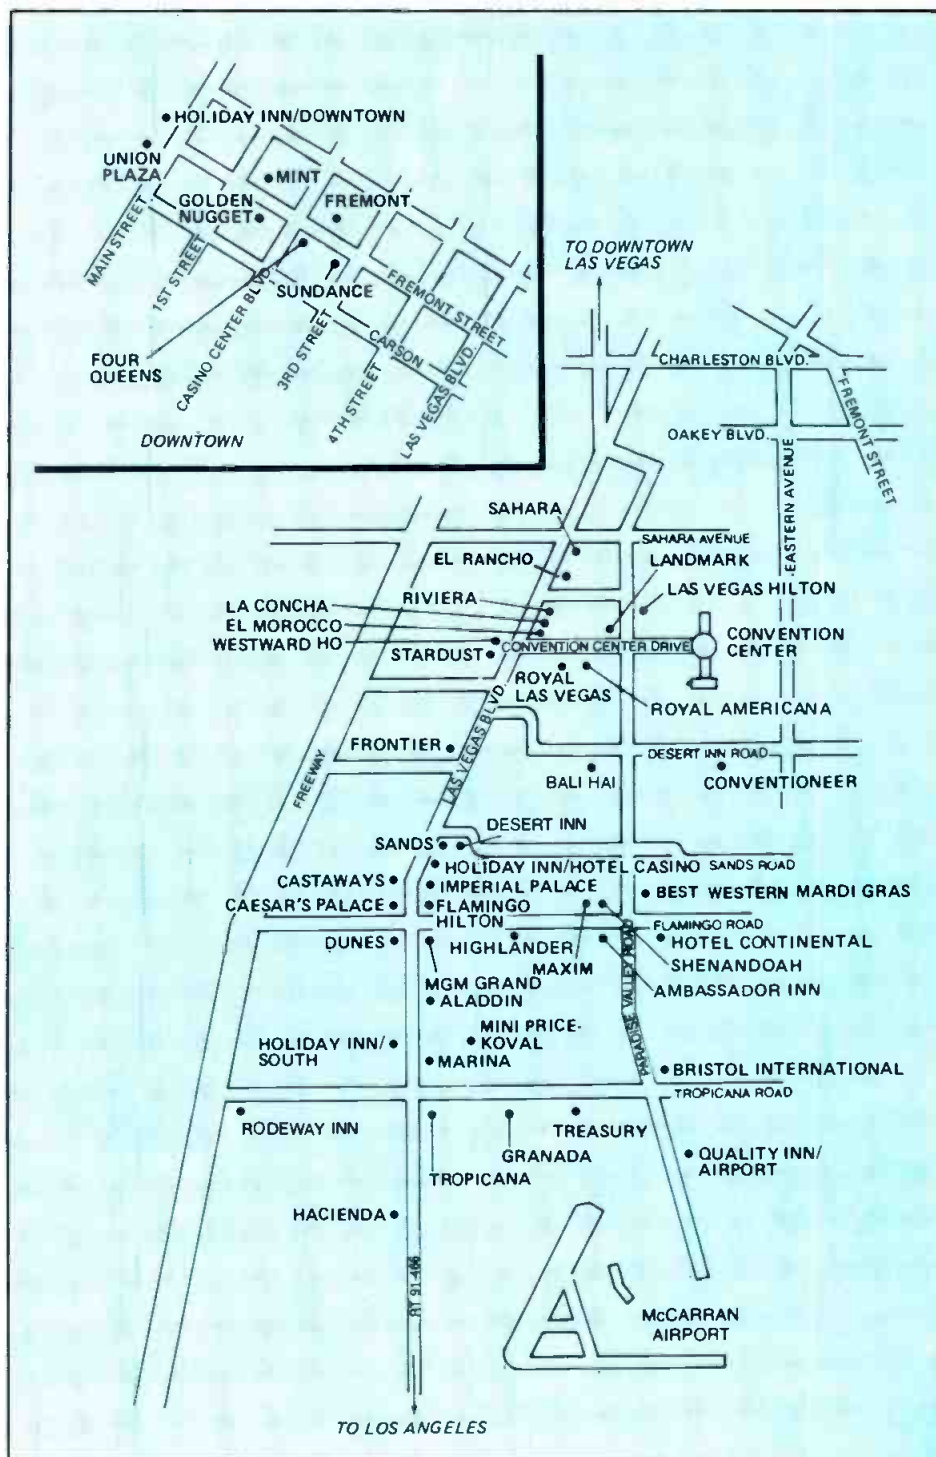 HOLIDAY INN/DOWNTOWN
UNION
PLAZA
MINT
GOLDEN
NUGGET
FREMONT
MAIN STREET
1ST STREET
CASINO CENTER BLVD.
SUNDANCE
FREMONT STREET
3RD STREET
CARSON
FOUR
QUEENS
4TH STREET
LAS VEGAS BLVD.
DOWNTOWN
TO DOWNTOWN
LAS VEGAS
CHARLESTON BLVD.
FREMONT STREET
OAKEY BLVD.
EASTERN AVENUE
SAHARA
SAHARA AVENUE
EL RANCHO
LANDMARK
RIVIERA
LAS VEGAS HILTON
LA CONCHA
EL MOROCCO
WESTWARD HO
CONVENTION CENTER DRIVE
CONVENTION
CENTER
STARDUST
ROYAL
LAS VEGAS
ROYAL AMERICANA
LAS VEGAS BLVD.
FREEWAY
FRONTIER
DESERT INN ROAD
BALI HAI
CONVENTIONEER
DESERT INN
SANDS
HOLIDAY INN/HOTEL CASINO
SANDS ROAD
CASTAWAYS
IMPERIAL PALACE
BEST WESTERN MARDI GRAS
CAESAR'S PALACE
FLAMINGO
HILTON
FLAMINGO ROAD
DUNES
HIGHLANDER
HOTEL CONTINENTAL
MAXIM
SHENANDOAH
MGM GRAND
AMBASSADOR INN
ALADDIN
PARADISE VALLEY ROAD
MINI PRICE-
KOVAL
HOLIDAY INN/
SOUTH
MARINA
BRISTOL INTERNATIONAL
TROPICANA ROAD
RODEWAY INN
TREASURY
GRANADA
TROPICANA
QUALITY INN/
AIRPORT
HACIENDA
RT 91-466
McCARRAN
AIRPORT
TO LOS ANGELES